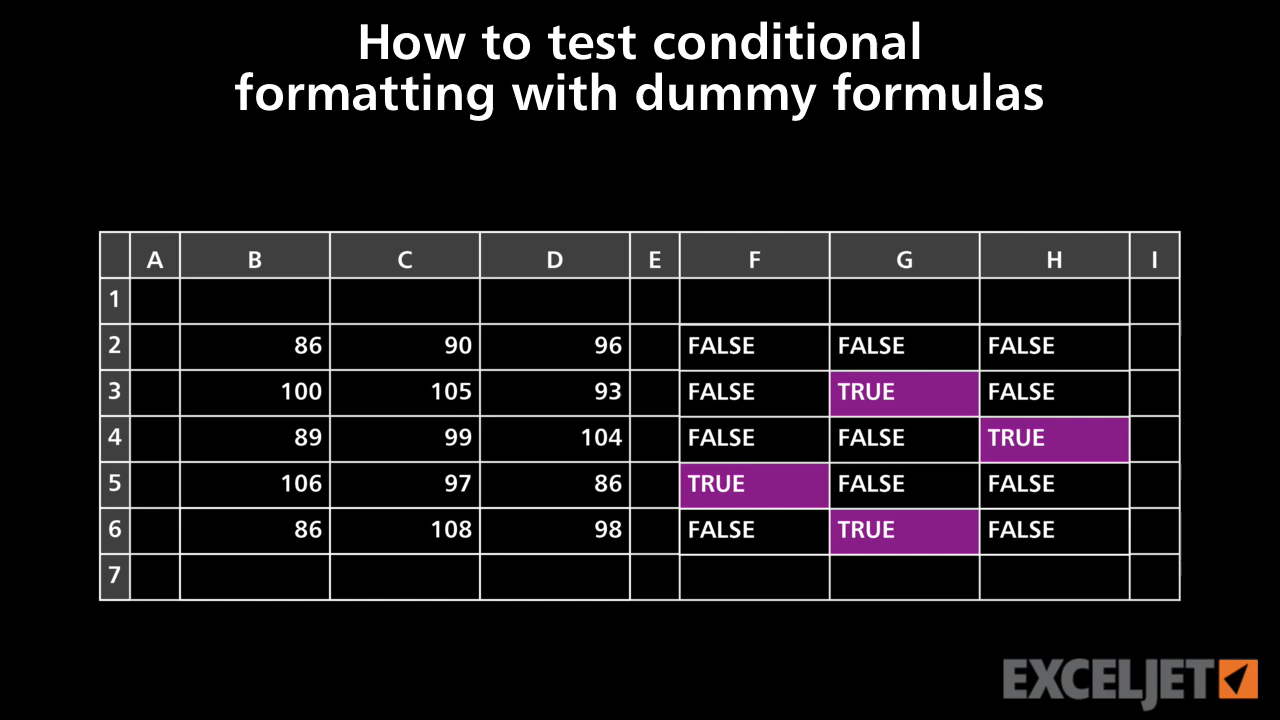 How to test conditional
formatting with dummy formulas
A B C D E F G H I
1
2 86 90 96 FALSE FALSE FALSE
3 100 105 93 FALSE TRUE FALSE
4 89 99 104 FALSE FALSE TRUE
5 106 97 86 TRUE FALSE FALSE
6 86 108 98 FALSE TRUE FALSE
7
EXCELJET